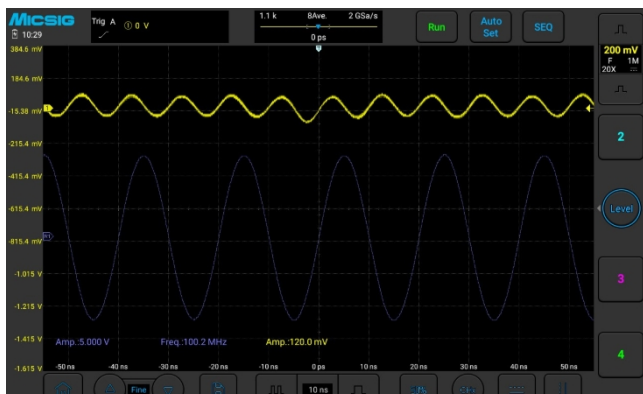 MICSIG
10:29
Trig A
① 0 V
1.1 k 8Ave. 2 GSa/s
0 ps
Run
Auto
Set
SEQ
384.6 mV
184.6 mV
-15.38 mV
-215.4 mV
-415.4 mV
-615.4 mV
-815.4 mV
-1.015 V
-1.215 V
-1.415 V
-1.615 V
1
200 mV
F 1M
20X
2
Level
3
4
Amp.:5.000 V
Freq.:100.2 MHz
Amp.:120.0 mV
-50 ns
-40 ns
-30 ns
-20 ns
-10 ns
0 ps
10 ns
20 ns
30 ns
40 ns
50 ns
Fine
10 ns